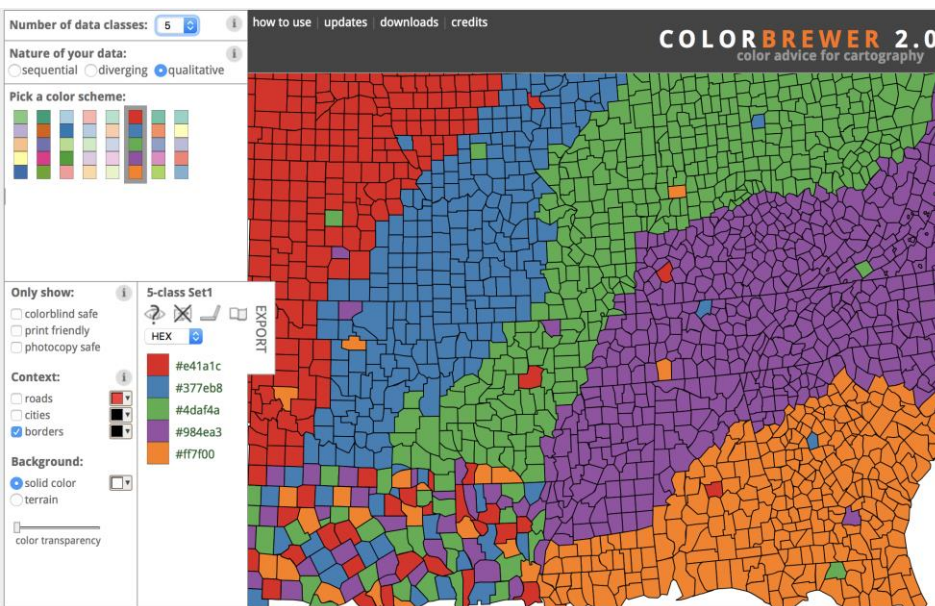 Number of data classes: 5 i
how to use | updates | downloads | credits
COLORBREWER 2.0
color advice for cartography
Nature of your data: i
sequential diverging qualitative
Pick a color scheme:
Only show: i
colorblind safe
print friendly
photocopy safe
Context: i
roads
cities
borders
Background:
solid color
terrain
color transparency
5-class Set1
?
HEX
EXPORT
#e41a1c
#377eb8
#4daf4a
#984ea3
#ff7f00